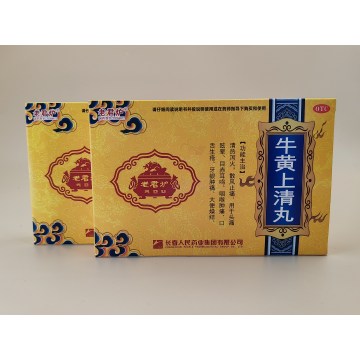 请仔细阅读说明书并按说明使用或在药师指导下购买和使用
OTC
牛黄上清丸
【功能主治】
清热泻火，散风止痛。用于头痛
眩晕、目赤耳鸣、咽喉肿痛、口
舌生疮、牙龈肿痛、大便燥结。
老君炉
长春人民药业集团有限公司